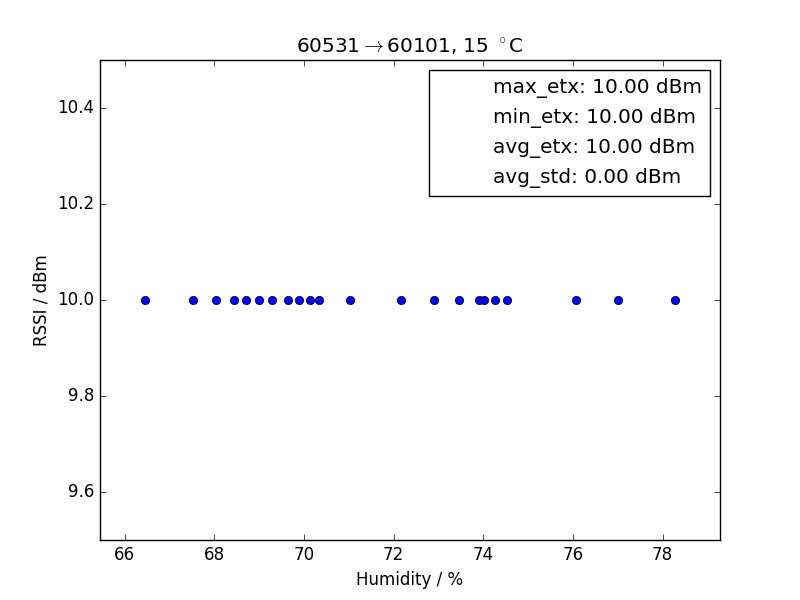 60531→60101, 15 °C
max_etx: 10.00 dBm
min_etx: 10.00 dBm
avg_etx: 10.00 dBm
avg_std: 0.00 dBm
RSSI / dBm
10.4
10.2
10.0
9.8
9.6
66 68 70 72 74 76 78
Humidity / %